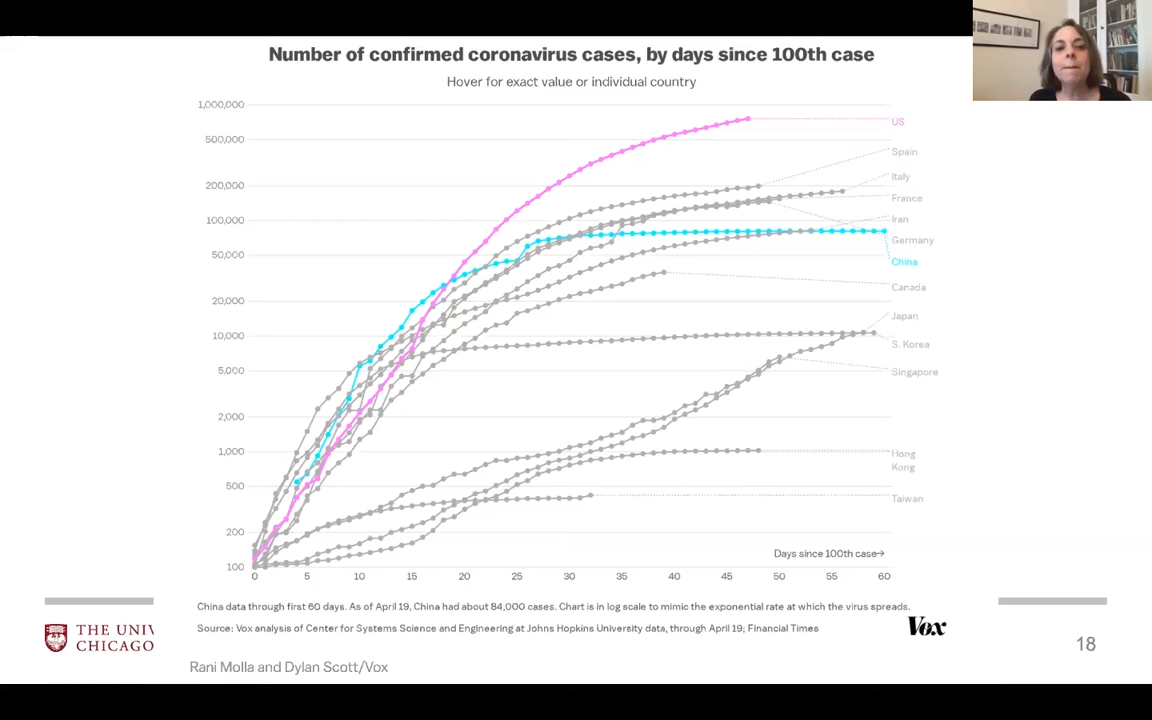 Number of confirmed coronavirus cases, by days since 100th case
Hover for exact value or individual country
1,000,000
500,000
200,000
100,000
50,000
20,000
10,000
5,000
2,000
1,000
500
200
100
US
Spain
Italy
France
Iran
Germany
China
Canada
Japan
S. Korea
Singapore
Hong
Kong
Taiwan
Days since 100th case→
0 5 10 15 20 25 30 35 40 45 50 55 60
China data through first 60 days. As of April 19, China had about 84,000 cases. Chart is in log scale to mimic the exponential rate at which the virus spreads.
Source: Vox analysis of Center for Systems Science and Engineering at Johns Hopkins University data, through April 19; Financial Times
Vox
THE UNIV
CHICAGO
18
Rani Molla and Dylan Scott/Vox